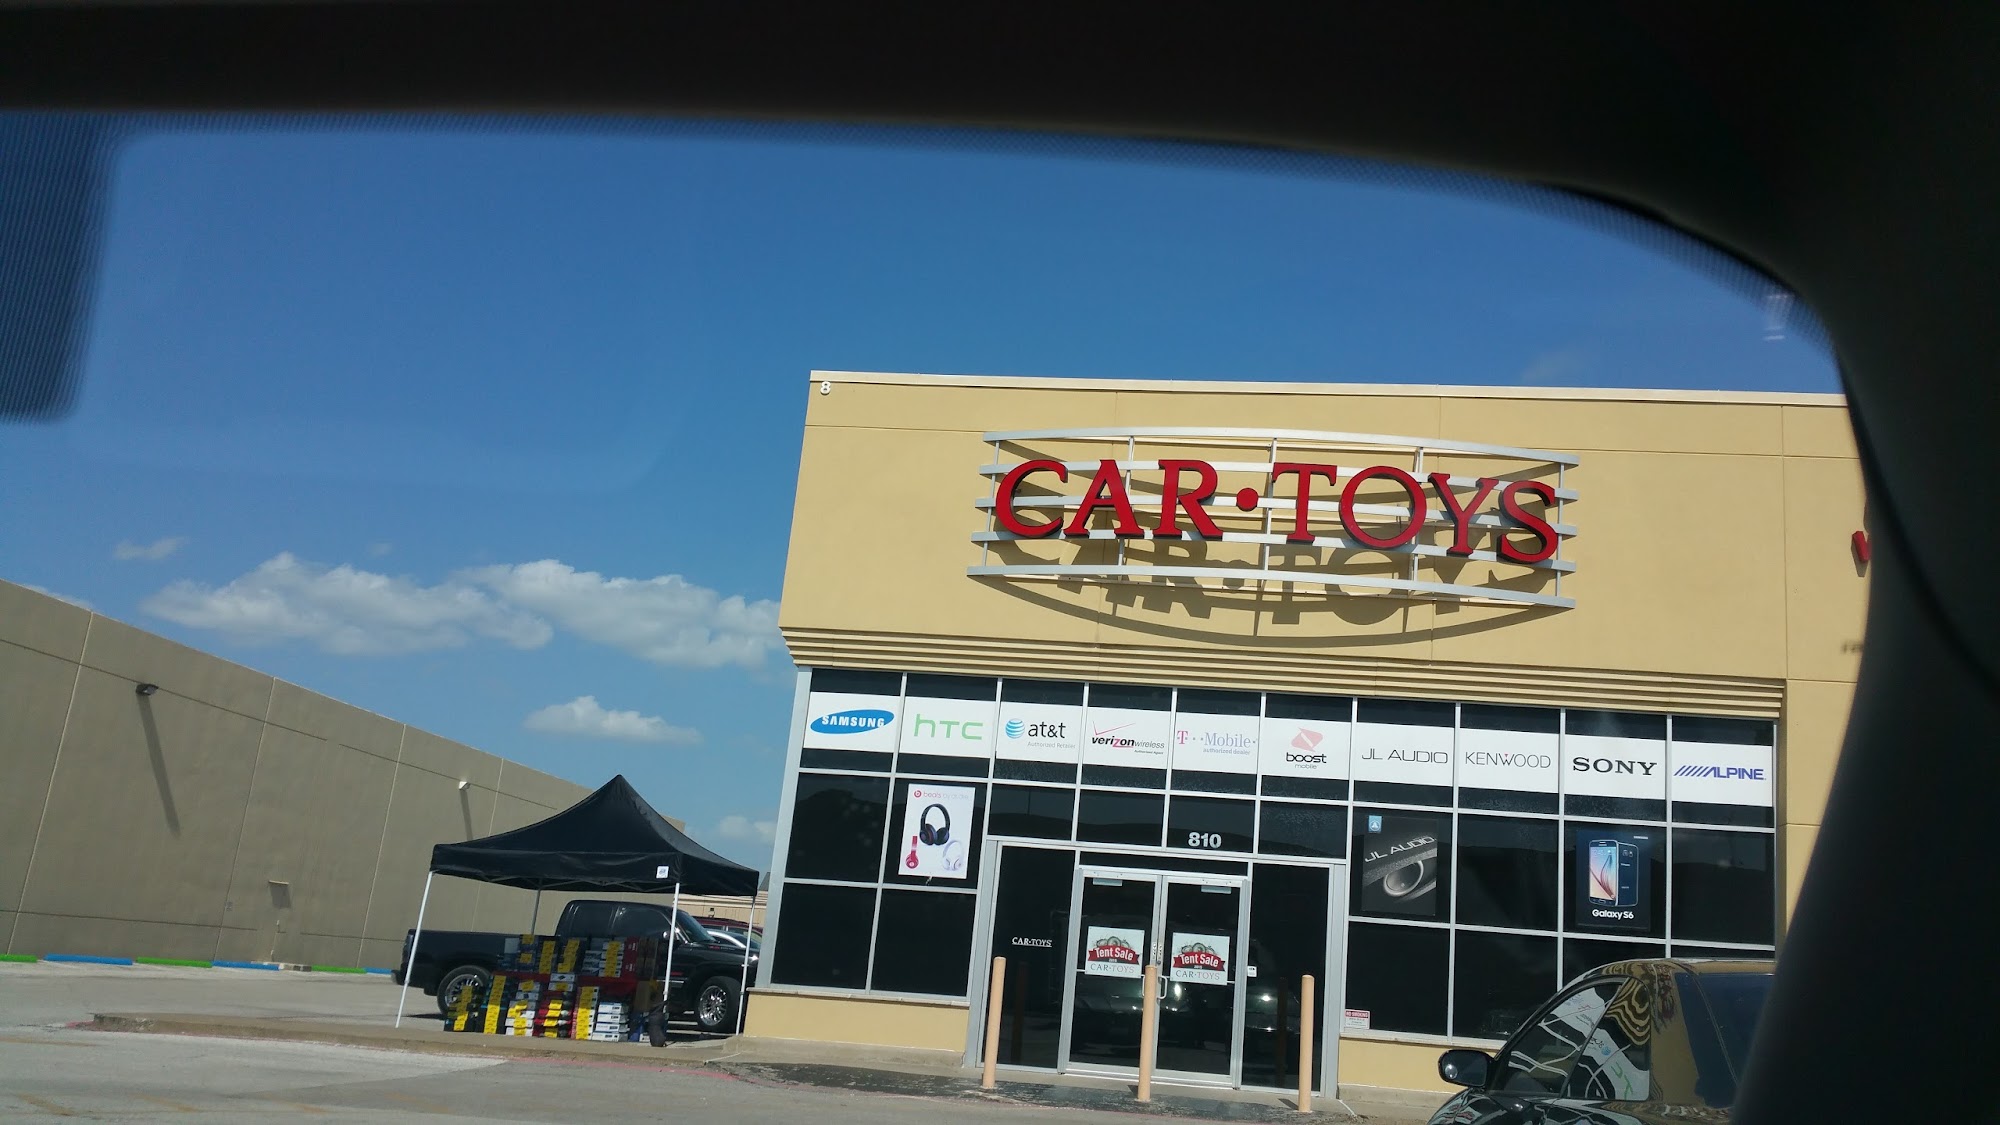 8
CAR·TOYS
SAMSUNG
hTC
at&t
Authorized Retailer
verizonwireless
T··Mobile·
authorized dealer
boost
mobile
JL AUDIO
KENWOOD
SONY
ALPINE
beats
810
JL AUDIO
Galaxy S6
CAR·TOYS
Tent Sale
CAR·TOYS
Tent Sale
CAR·TOYS